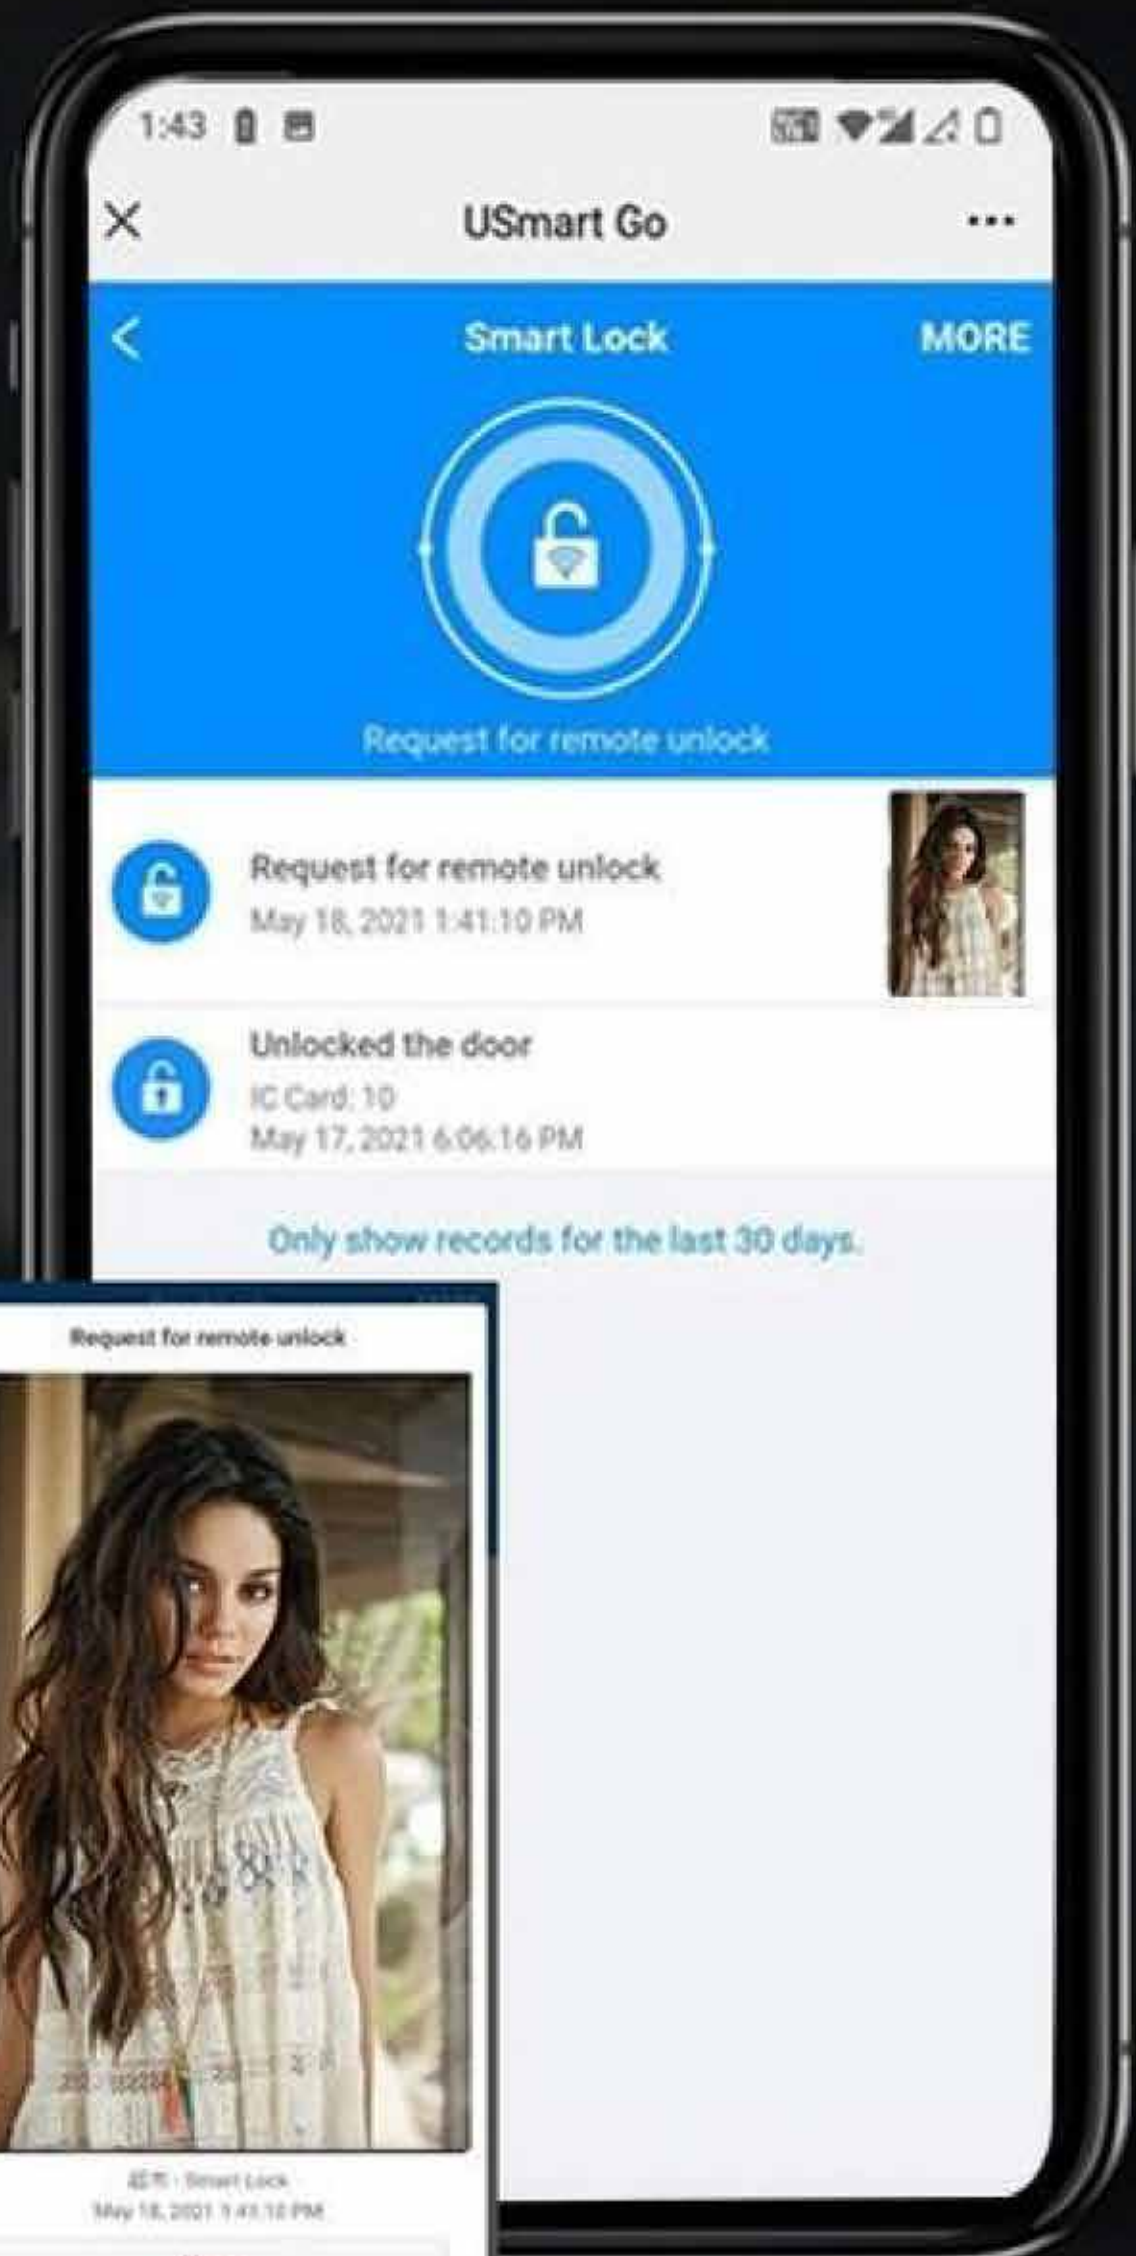 1:43
USmart Go
Smart Lock
MORE
Request for remote unlock
Request for remote unlock
May 18, 2021 1:41:10 PM
Unlocked the door
IC Card: 10
May 17, 2021 6:06:16 PM
Only show records for the last 30 days.
Request for remote unlock
- Smart Lock
May 18, 2021 1:41:10 PM